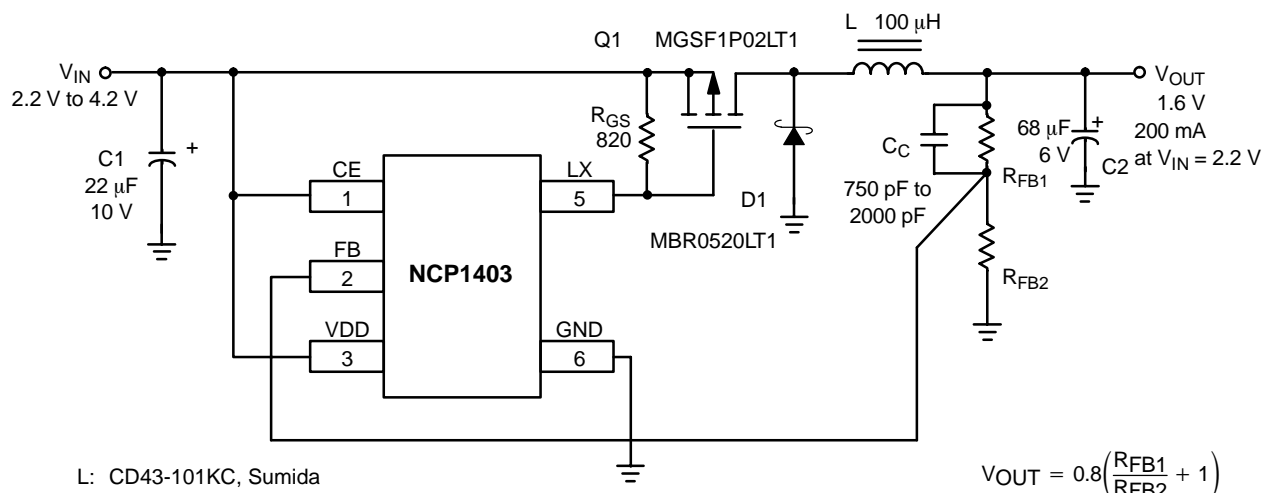 L 100 μH
Q1 MGSF1P02LT1
VIN
2.2 V to 4.2 V
VOUT
1.6 V
200 mA
at VIN = 2.2 V
RGS
820
C1
22 μF
10 V
CE
1
LX
5
FB
2
NCP1403
VDD
3
GND
6
D1
MBR0520LT1
CC
750 pF to
2000 pF
RFB1
RFB2
68 μF
6 V
C2
+
+
L: CD43-101KC, Sumida
VOUT = 0.8(RFB1/RFB2 + 1)